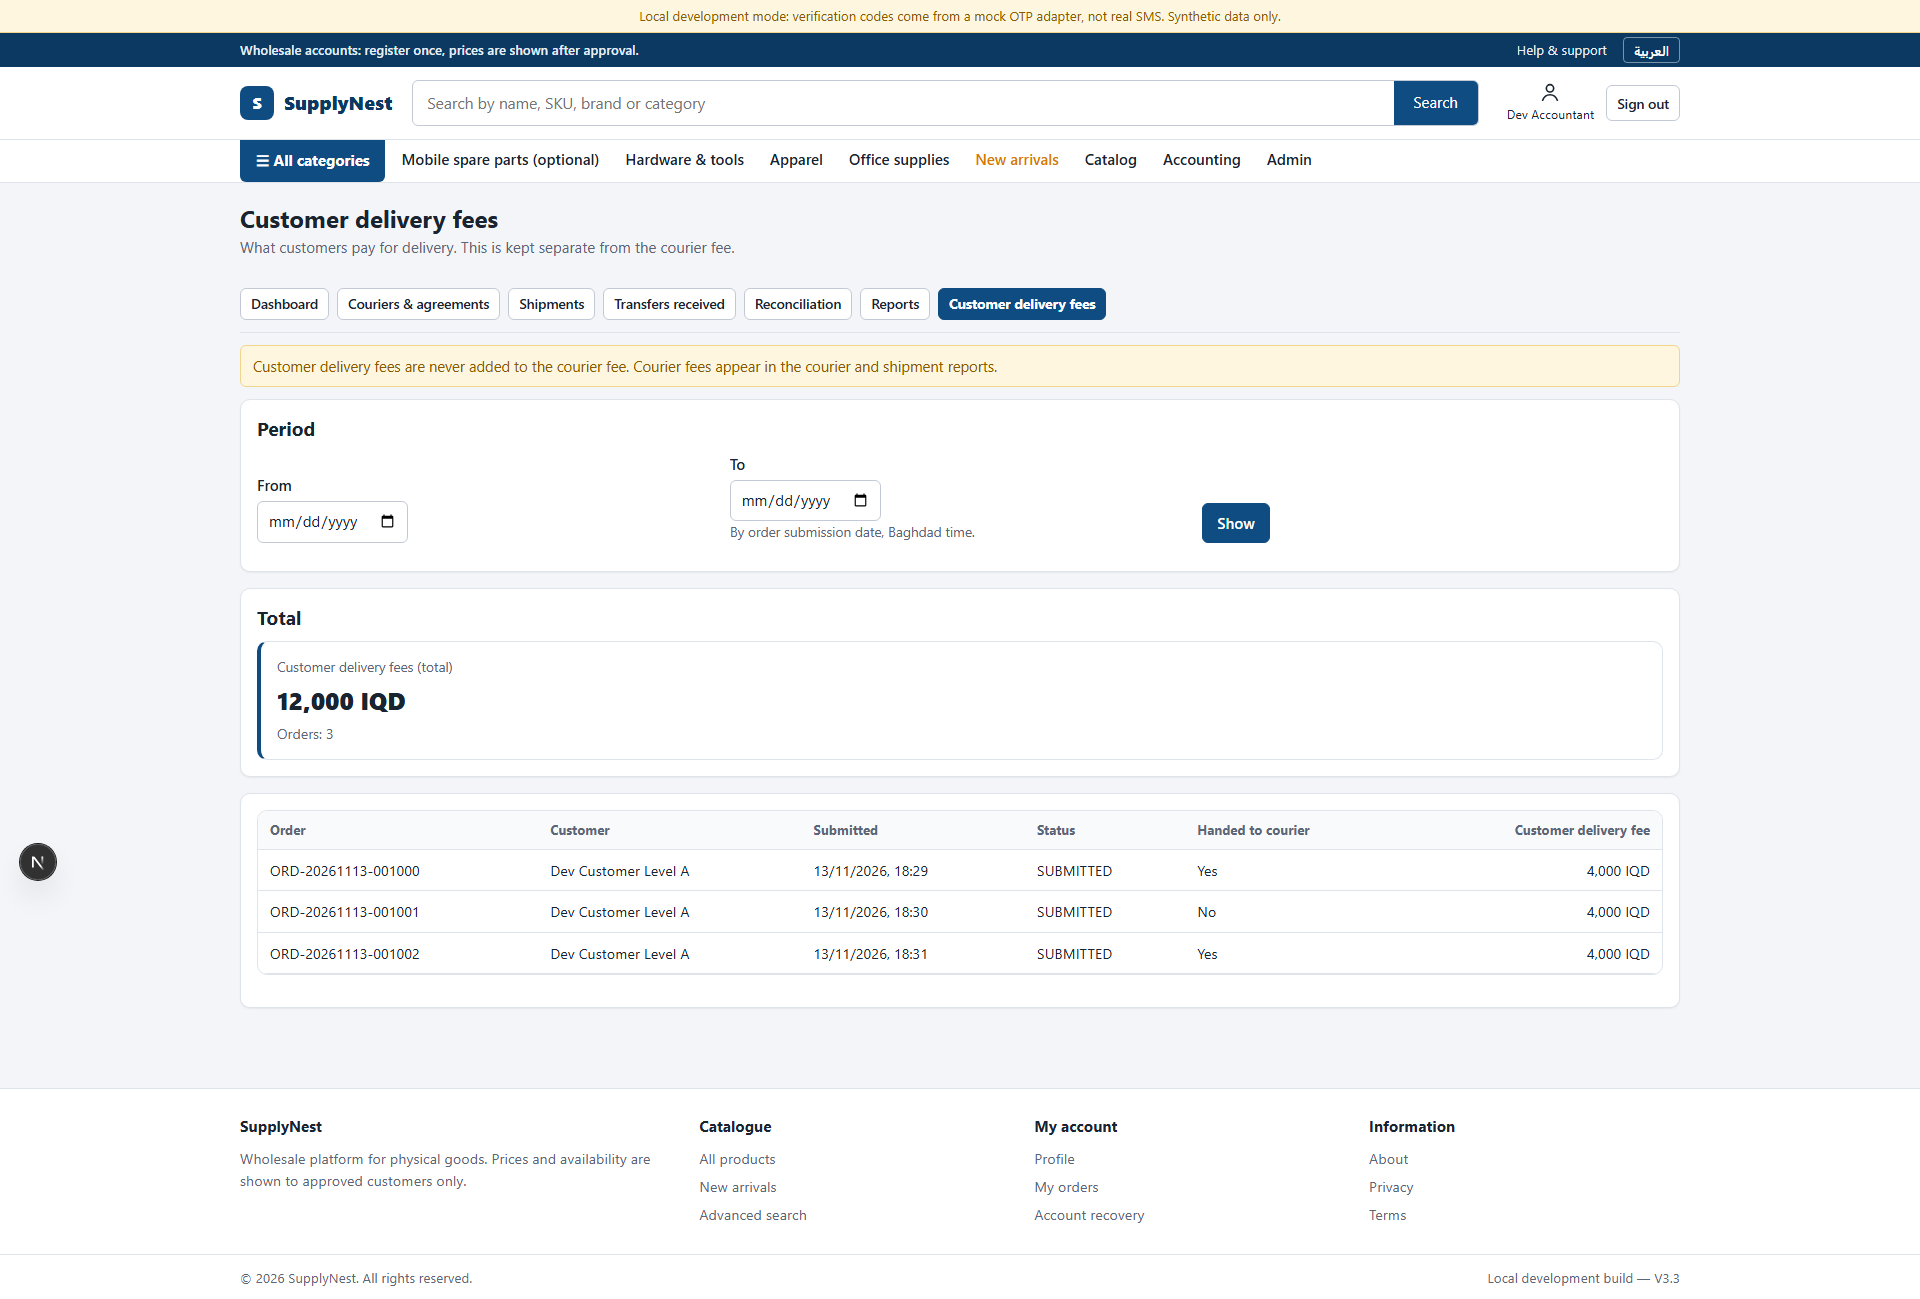 Local development mode: verification codes come from a mock OTP adapter, not real SMS. Synthetic data only.
Wholesale accounts: register once, prices are shown after approval.
Help & support
العربية
S
SupplyNest
Search by name, SKU, brand or category
Search
Dev Accountant
Sign out
☰ All categories
Mobile spare parts (optional)
Hardware & tools
Apparel
Office supplies
New arrivals
Catalog
Accounting
Admin
Customer delivery fees
What customers pay for delivery. This is kept separate from the courier fee.
Dashboard
Couriers & agreements
Shipments
Transfers received
Reconciliation
Reports
Customer delivery fees
Customer delivery fees are never added to the courier fee. Courier fees appear in the courier and shipment reports.
Period
From
mm/dd/yyyy
To
mm/dd/yyyy
By order submission date, Baghdad time.
Show
Total
Customer delivery fees (total)
12,000 IQD
Orders: 3
Order Customer Submitted Status Handed to courier Customer delivery fee
ORD-20261113-001000 Dev Customer Level A 13/11/2026, 18:29 SUBMITTED Yes 4,000 IQD
ORD-20261113-001001 Dev Customer Level A 13/11/2026, 18:30 SUBMITTED No 4,000 IQD
ORD-20261113-001002 Dev Customer Level A 13/11/2026, 18:31 SUBMITTED Yes 4,000 IQD
N
SupplyNest
Wholesale platform for physical goods. Prices and availability are
shown to approved customers only.
Catalogue
All products
New arrivals
Advanced search
My account
Profile
My orders
Account recovery
Information
About
Privacy
Terms
© 2026 SupplyNest. All rights reserved.
Local development build — V3.3